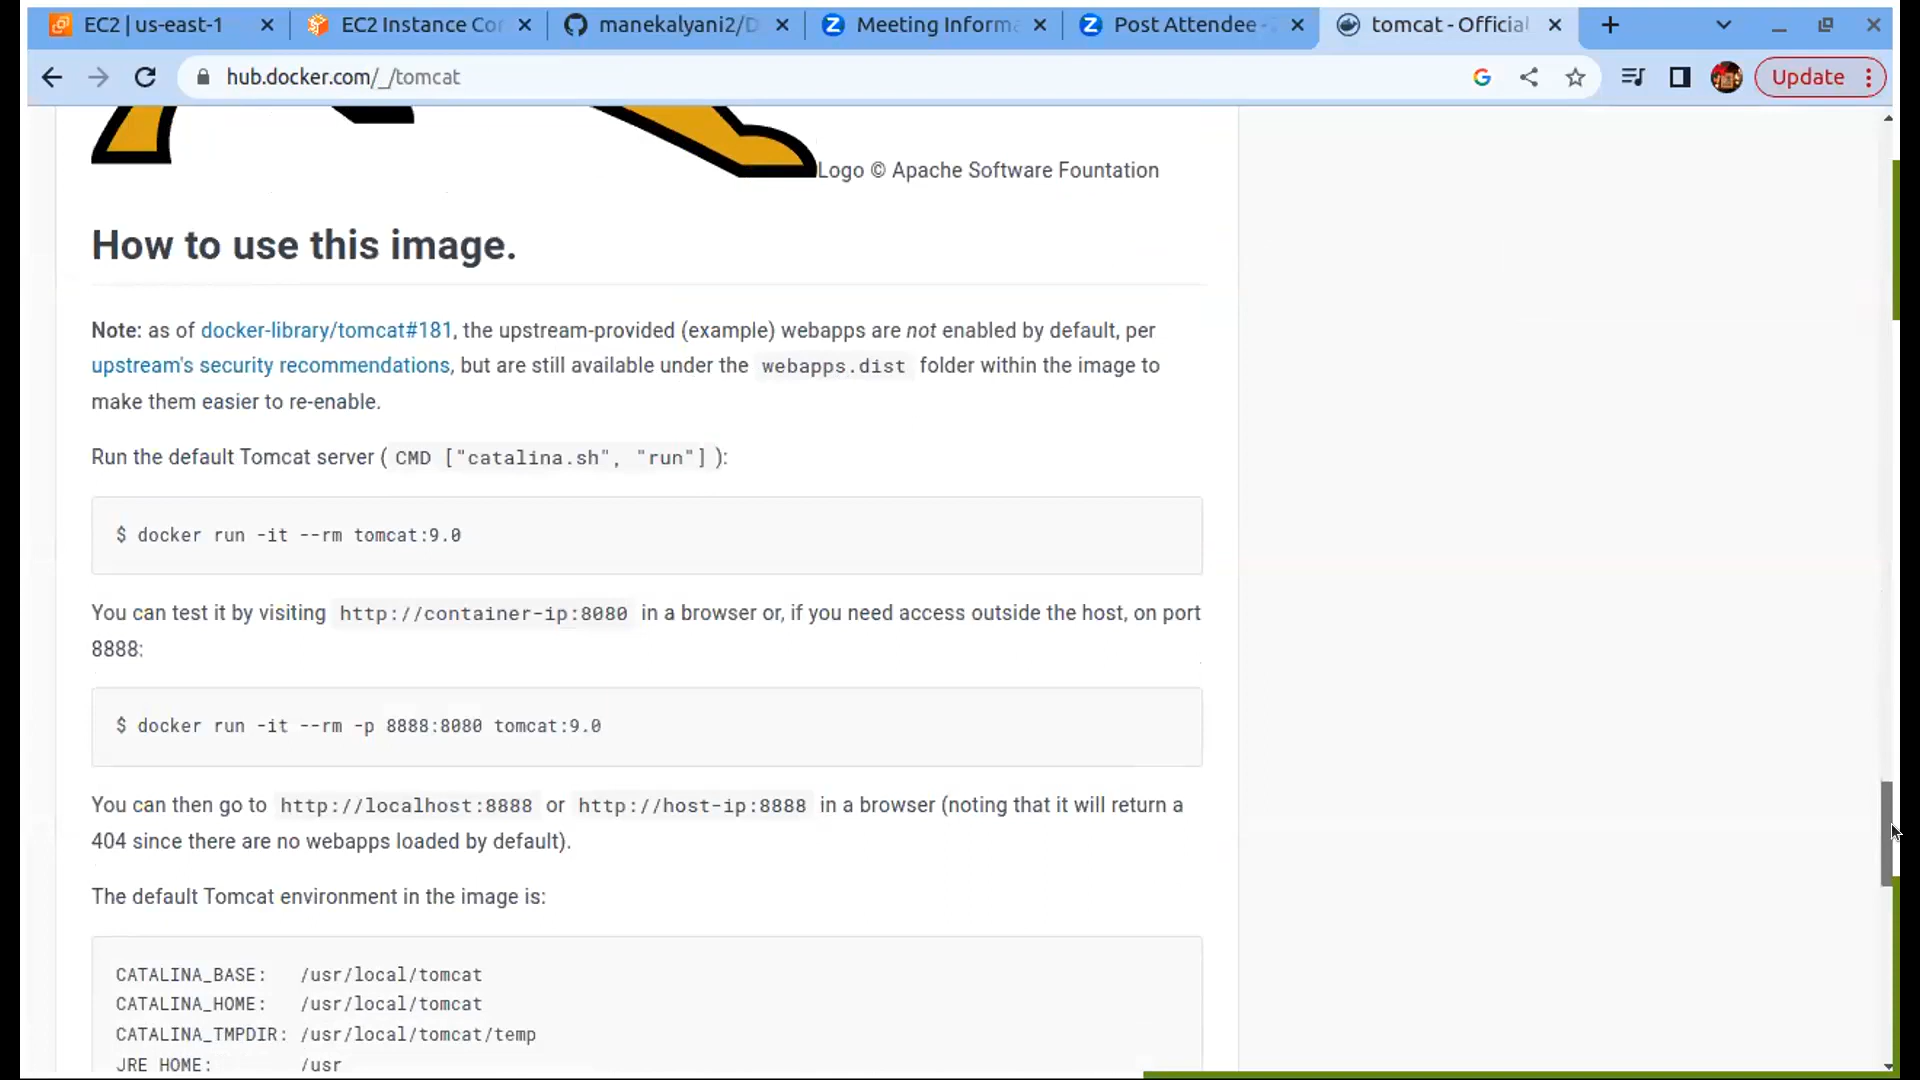 EC2 | us-east-1
EC2 Instance Co
manekalyani2/D
Meeting Inform
Post Attendee -
tomcat - Official
hub.docker.com/_/tomcat
Update
Logo © Apache Software Fountation
How to use this image.
Note: as of docker-library/tomcat#181, the upstream-provided (example) webapps are not enabled by default, per
upstream's security recommendations, but are still available under the webapps.dist folder within the image to
make them easier to re-enable.
Run the default Tomcat server ( CMD ["catalina.sh", "run"] ):
$ docker run -it --rm tomcat:9.0
You can test it by visiting http://container-ip:8080 in a browser or, if you need access outside the host, on port
8888:
$ docker run -it --rm -p 8888:8080 tomcat:9.0
You can then go to http://localhost:8888 or http://host-ip:8888 in a browser (noting that it will return a
404 since there are no webapps loaded by default).
The default Tomcat environment in the image is:
CATALINA_BASE: /usr/local/tomcat
CATALINA_HOME: /usr/local/tomcat
CATALINA_TMPDIR: /usr/local/tomcat/temp
JRE_HOME: /usr